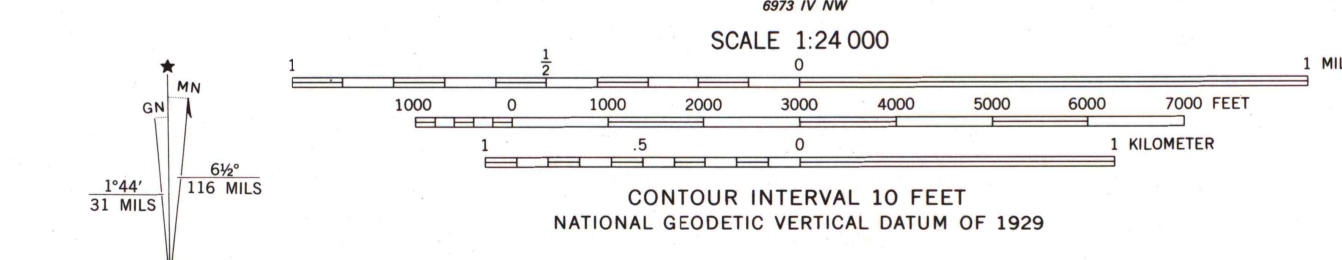 6973 IV NW
SCALE 1:24 000
1 1/2 0 1
1000 0 1000 2000 3000 4000 5000 6000 7000 FEET
1 .5 0 1 KILOMETER
CONTOUR INTERVAL 10 FEET
NATIONAL GEODETIC VERTICAL DATUM OF 1929
★
MN
GN
6½°
116 MILS
1°44′
31 MILS